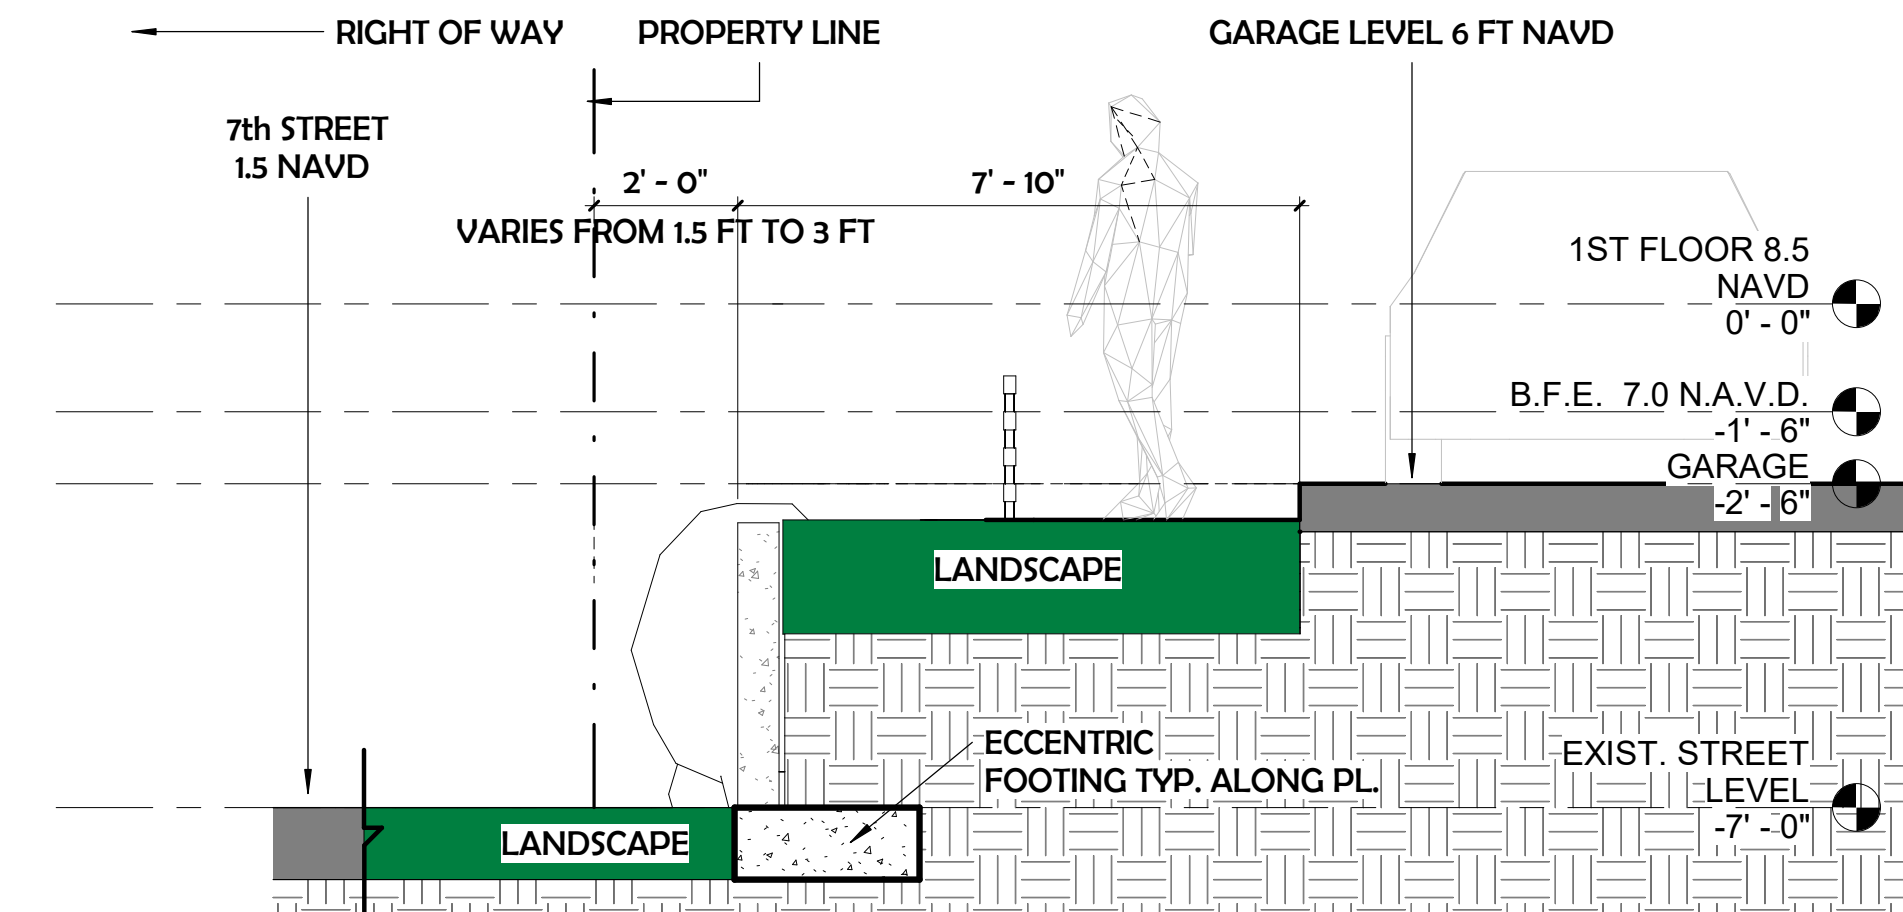 RIGHT OF WAY
PROPERTY LINE
GARAGE LEVEL 6 FT NAVD
7th STREET
1.5 NAVD
2' - 0"
7' - 10"
VARIES FROM 1.5 FT TO 3 FT
1ST FLOOR 8.5
NAVD
0' - 0"
B.F.E. 7.0 N.A.V.D.
-1' - 6"
GARAGE
-2' - 6"
LANDSCAPE
ECCENTRIC
FOOTING TYP. ALONG PL.
EXIST. STREET
LEVEL
-7' - 0"
LANDSCAPE